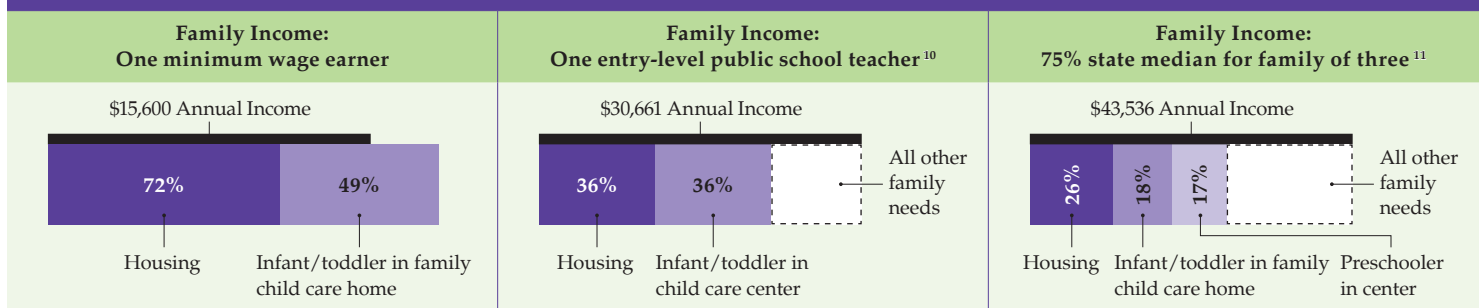 Family Income:
One minimum wage earner
$15,600 Annual Income
72%
49%
Housing
Infant/toddler in family
child care home
Family Income:
One entry-level public school teacher 10
$30,661 Annual Income
36%
36%
All other
family
needs
Housing
Infant/toddler in
child care center
Family Income:
75% state median for family of three 11
$43,536 Annual Income
26%
18%
17%
All other
family
needs
Housing
Infant/toddler in family
child care home
Preschooler
in center